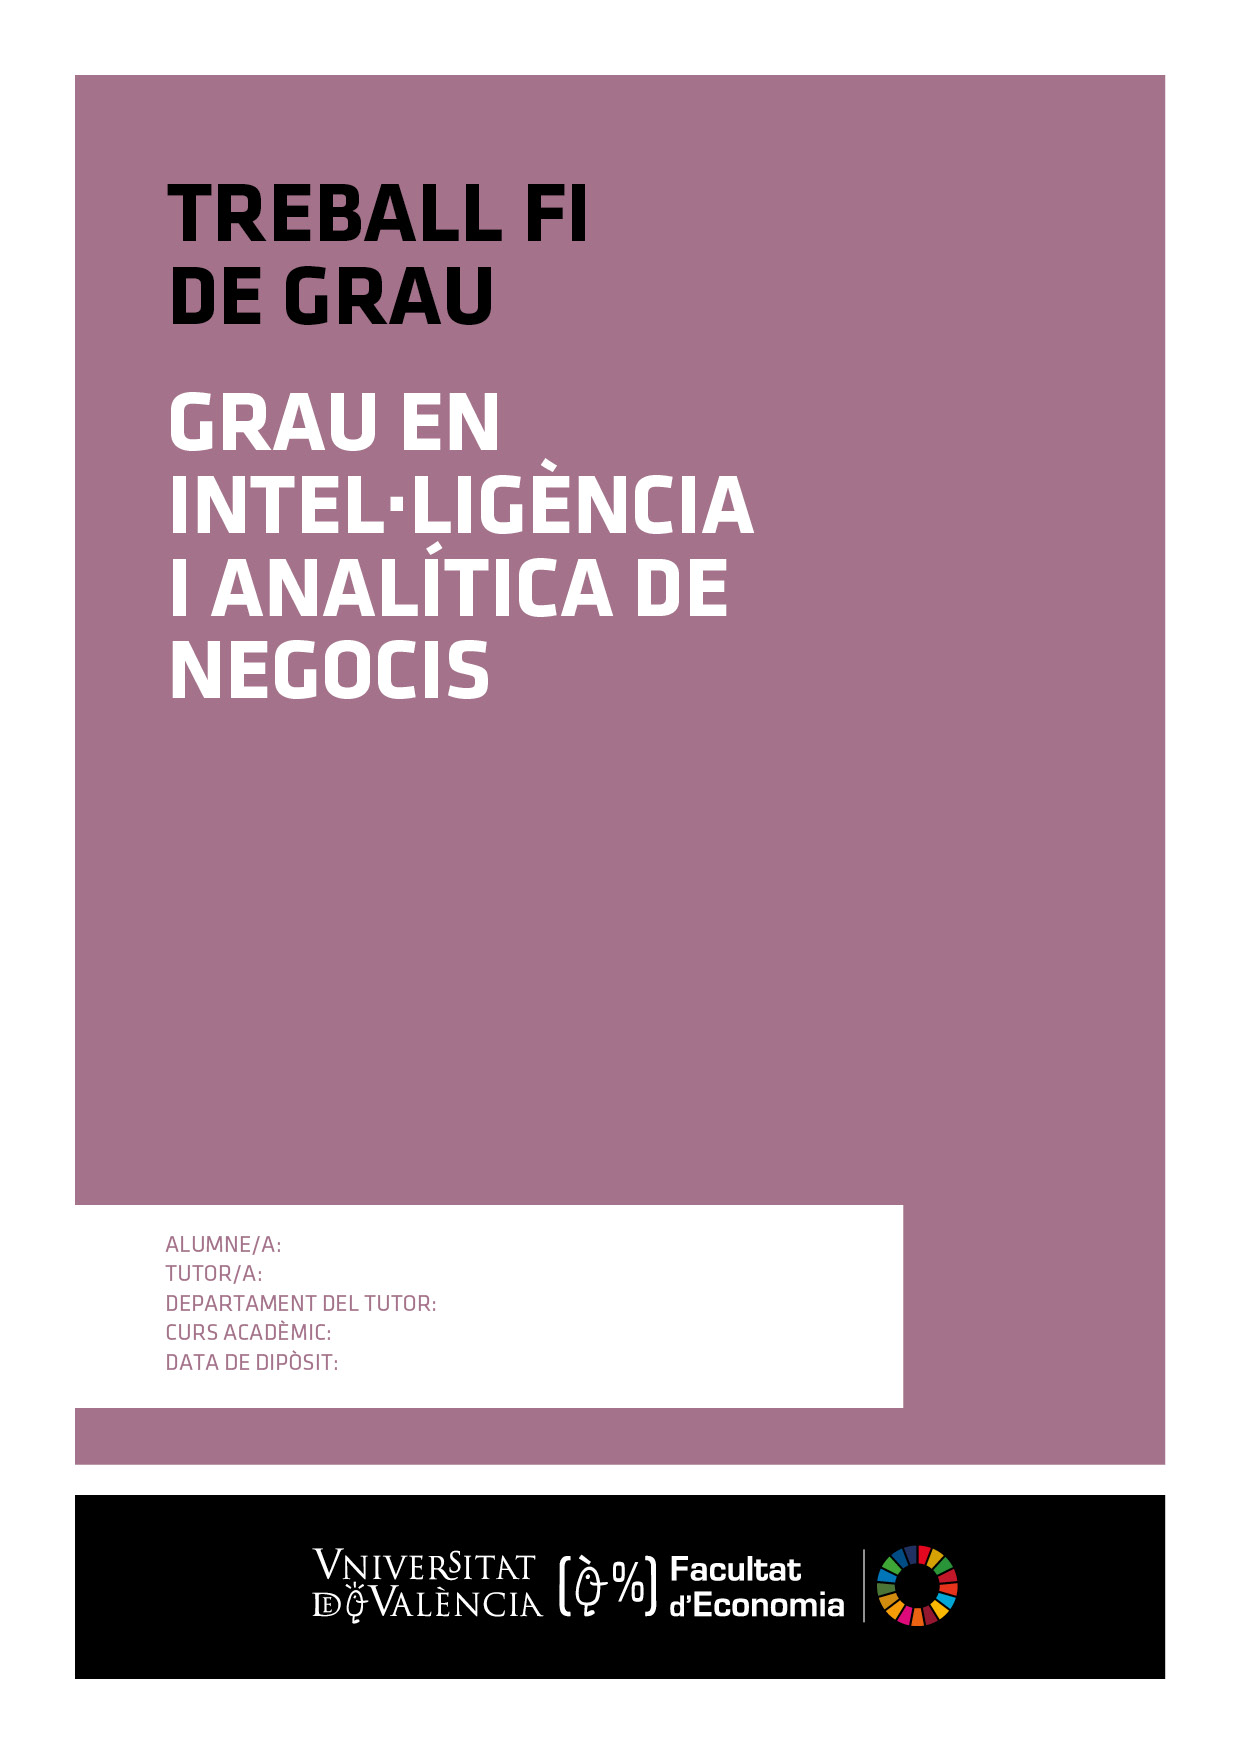 TREBALL FI
DE GRAU
GRAU EN
INTEL·LIGÈNCIA
I ANALÍTICA DE
NEGOCIS
ALUMNE/A:
TUTOR/A:
DEPARTAMENT DEL TUTOR:
CURS ACADÈMIC:
DATA DE DIPÒSIT:
VNIVERSITAT
DE VALÈNCIA
[%]
Facultat
d'Economia